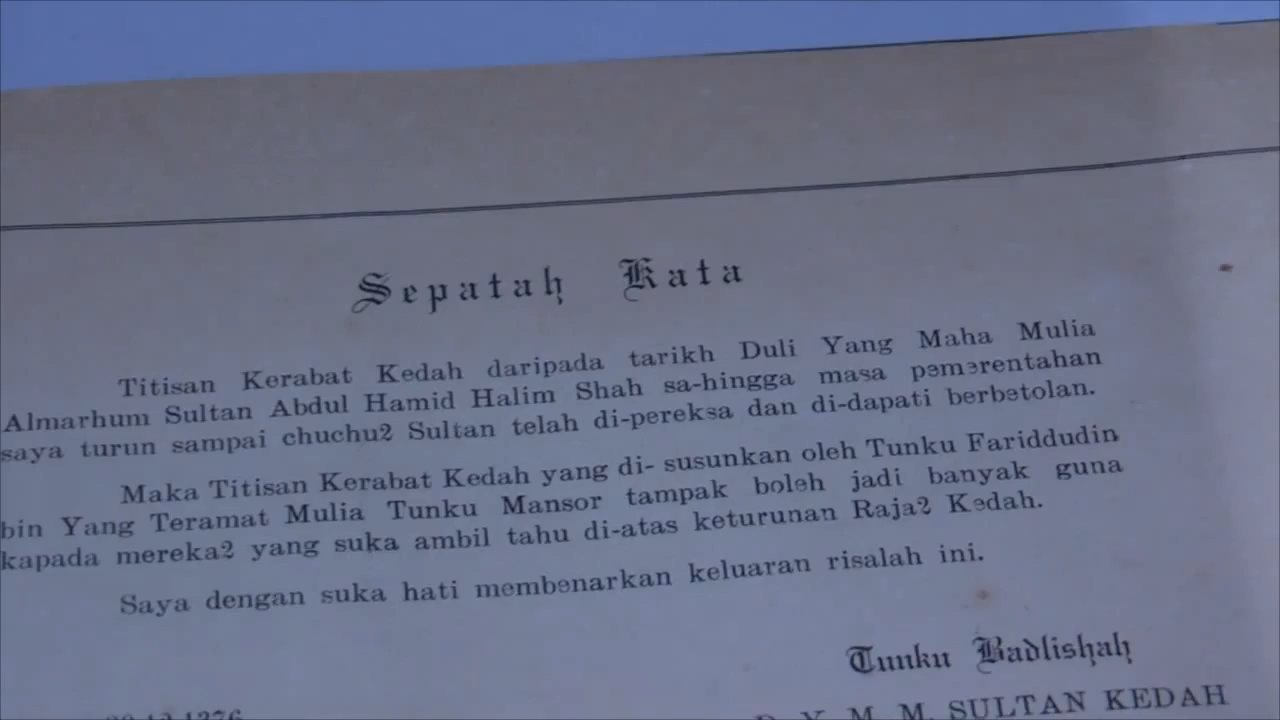 Sepatah Kata
Titisan Kerabat Kedah daripada tarikh Duli Yang Maha Mulia
Almarhum Sultan Abdul Hamid Halim Shah sa-hingga masa pemerentahan
saya turun sampai chuchu2 Sultan telah di-pereksa dan di-dapati berbetolan.
Maka Titisan Kerabat Kedah yang di- susunkan oleh Tunku Fariddudin
bin Yang Teramat Mulia Tunku Mansor tampak boleh jadi banyak guna
kapada mereka2 yang suka ambil tahu di-atas keturunan Raja2 Kedah.
Saya dengan suka hati membenarkan keluaran risalah ini.
Tunku Badlishah
D. Y. M. M. SULTAN KEDAH